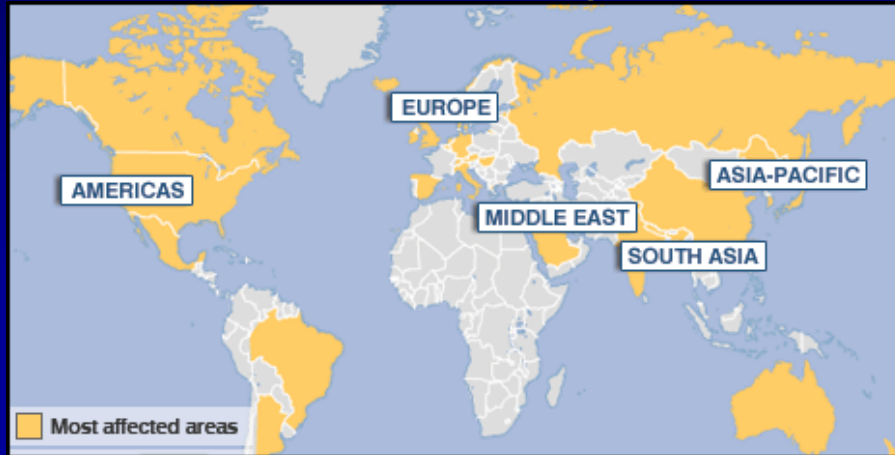 EUROPE
AMERICAS
ASIA-PACIFIC
MIDDLE EAST
SOUTH ASIA
Most affected areas